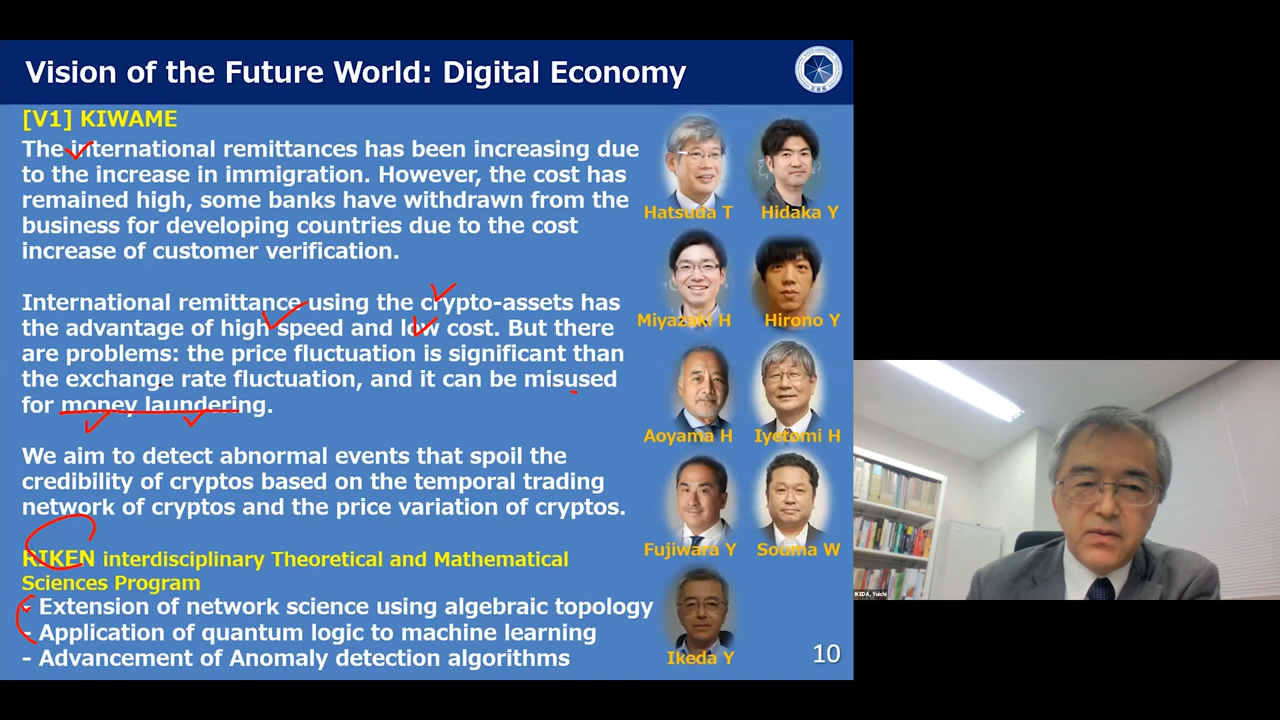 Vision of the Future World: Digital Economy
[V1] KIWAME
The international remittances has been increasing due
to the increase in immigration. However, the cost has
remained high, some banks have withdrawn from the
business for developing countries due to the cost
increase of customer verification.
International remittance using the crypto-assets has
the advantage of high speed and low cost. But there
are problems: the price fluctuation is significant than
the exchange rate fluctuation, and it can be misused
for money laundering.
We aim to detect abnormal events that spoil the
credibility of cryptos based on the temporal trading
network of cryptos and the price variation of cryptos.
RIKEN interdisciplinary Theoretical and Mathematical
Sciences Program
- Extension of network science using algebraic topology
- Application of quantum logic to machine learning
- Advancement of Anomaly detection algorithms
Hatsuda T
Hidaka Y
Miyazaki H
Hirono Y
Aoyama H
Iyetomi H
Fujiwara Y
Souma W
Ikeda Y
10
IKEDA, Yuichi